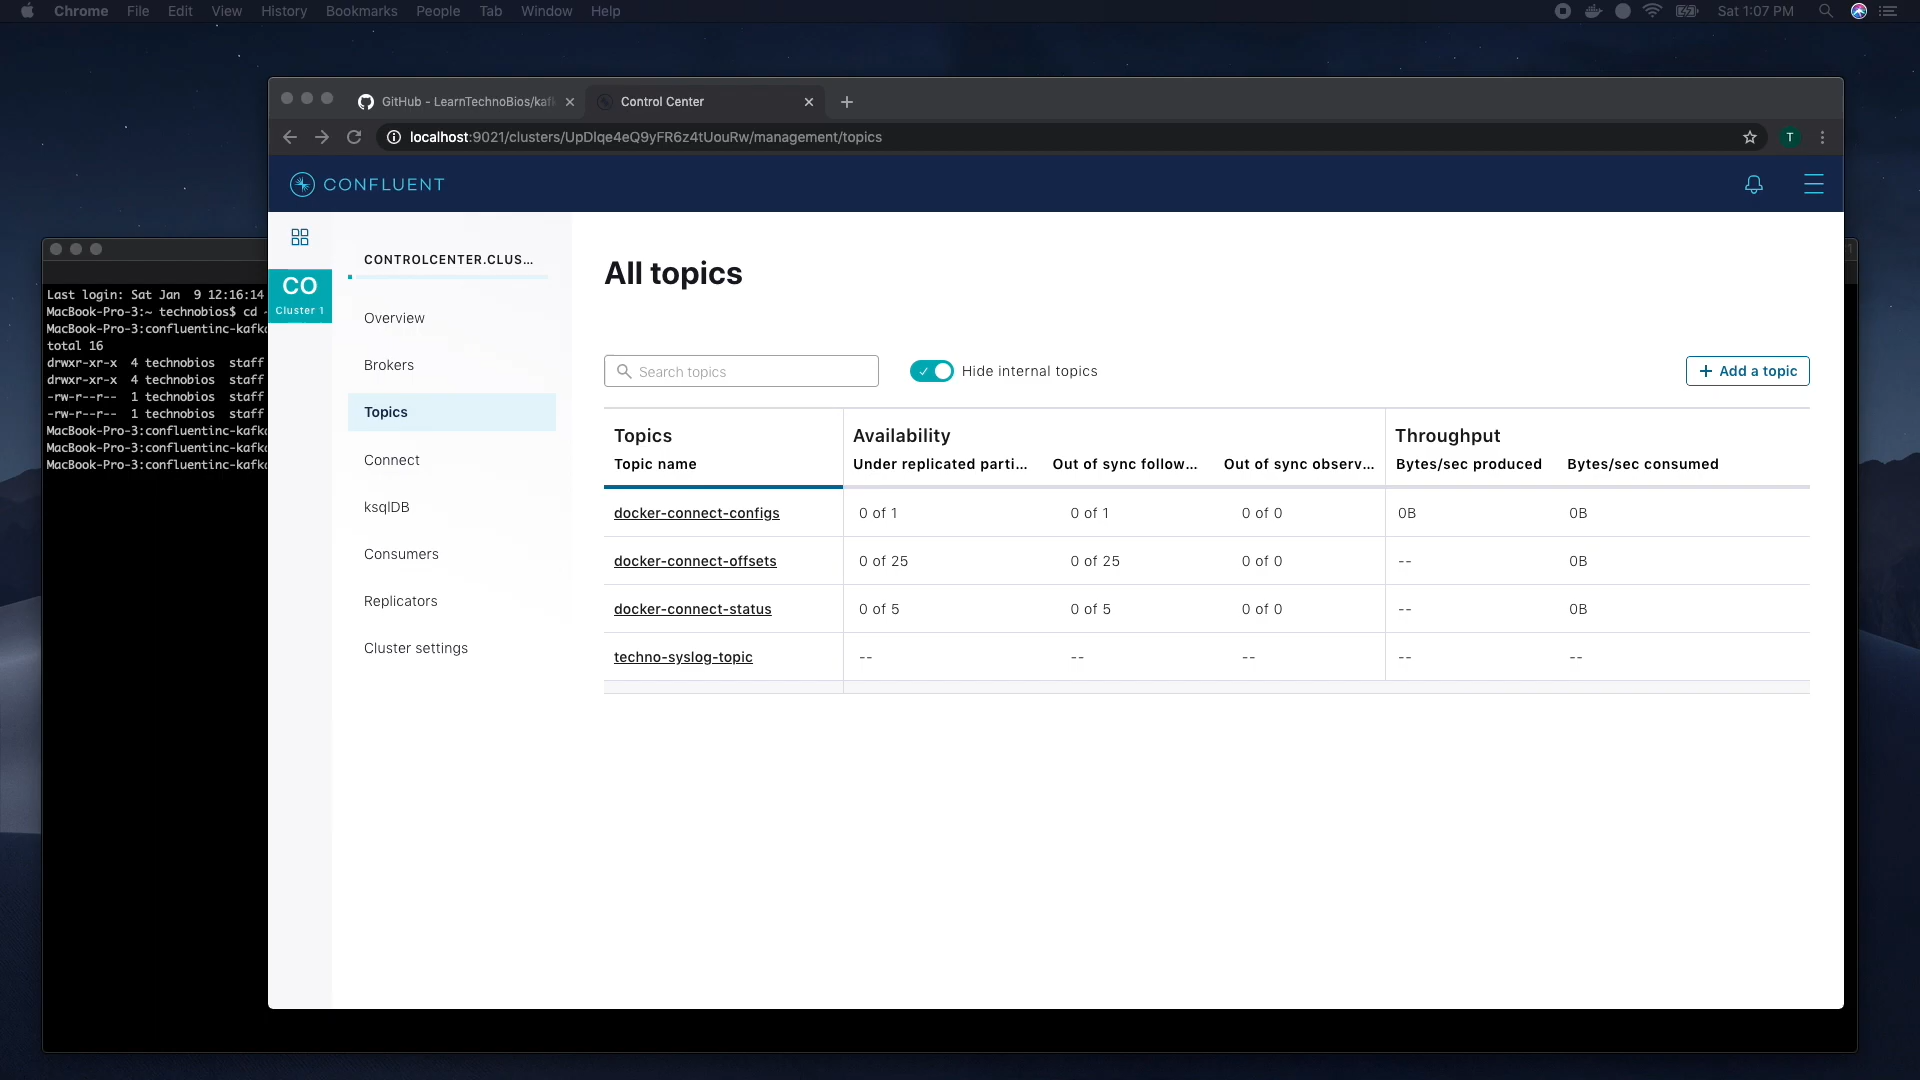 Chrome File Edit View History Bookmarks People Tab Window Help Sat 1:07 PM
GitHub - LearnTechnoBios/kafk Control Center
localhost:9021/clusters/UpDlqe4eQ9yFR6z4tUouRw/management/topics T
CONFLUENT
CO
Cluster 1
CONTROLCENTER.CLUS...
Overview
Brokers
Topics
Connect
ksqlDB
Consumers
Replicators
Cluster settings
All topics
Search topics Hide internal topics + Add a topic
Topics Availability Throughput
Topic name Under replicated parti... Out of sync follow... Out of sync observ... Bytes/sec produced Bytes/sec consumed
docker-connect-configs 0 of 1 0 of 1 0 of 0 0B 0B
docker-connect-offsets 0 of 25 0 of 25 0 of 0 -- 0B
docker-connect-status 0 of 5 0 of 5 0 of 0 -- 0B
techno-syslog-topic -- -- -- -- --
Last login: Sat Jan 9 12:16:14
MacBook-Pro-3:~ technobios$ cd
MacBook-Pro-3:confluentinc-kafka
total 16
drwxr-xr-x 4 technobios staff
drwxr-xr-x 4 technobios staff
-rw-r--r-- 1 technobios staff
-rw-r--r-- 1 technobios staff
MacBook-Pro-3:confluentinc-kafka
MacBook-Pro-3:confluentinc-kafka
MacBook-Pro-3:confluentinc-kafka